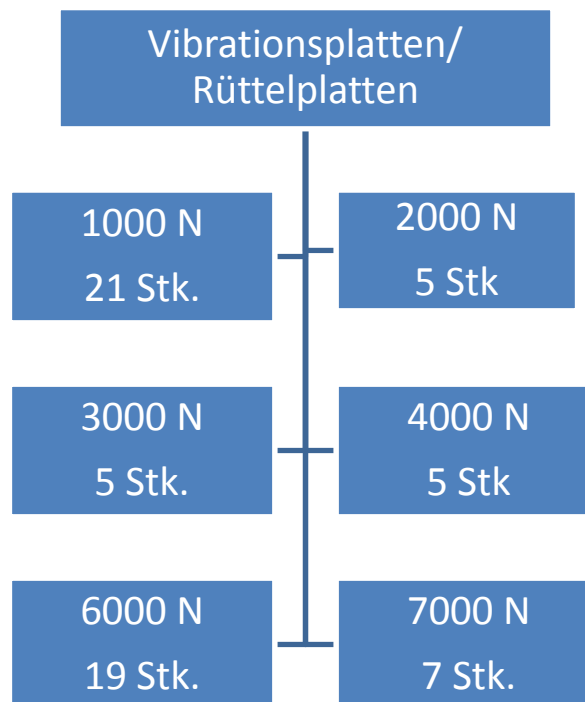 Vibrationsplatten/
Rüttelplatten
1000 N
21 Stk.
2000 N
5 Stk
3000 N
5 Stk.
4000 N
5 Stk
6000 N
19 Stk.
7000 N
7 Stk.